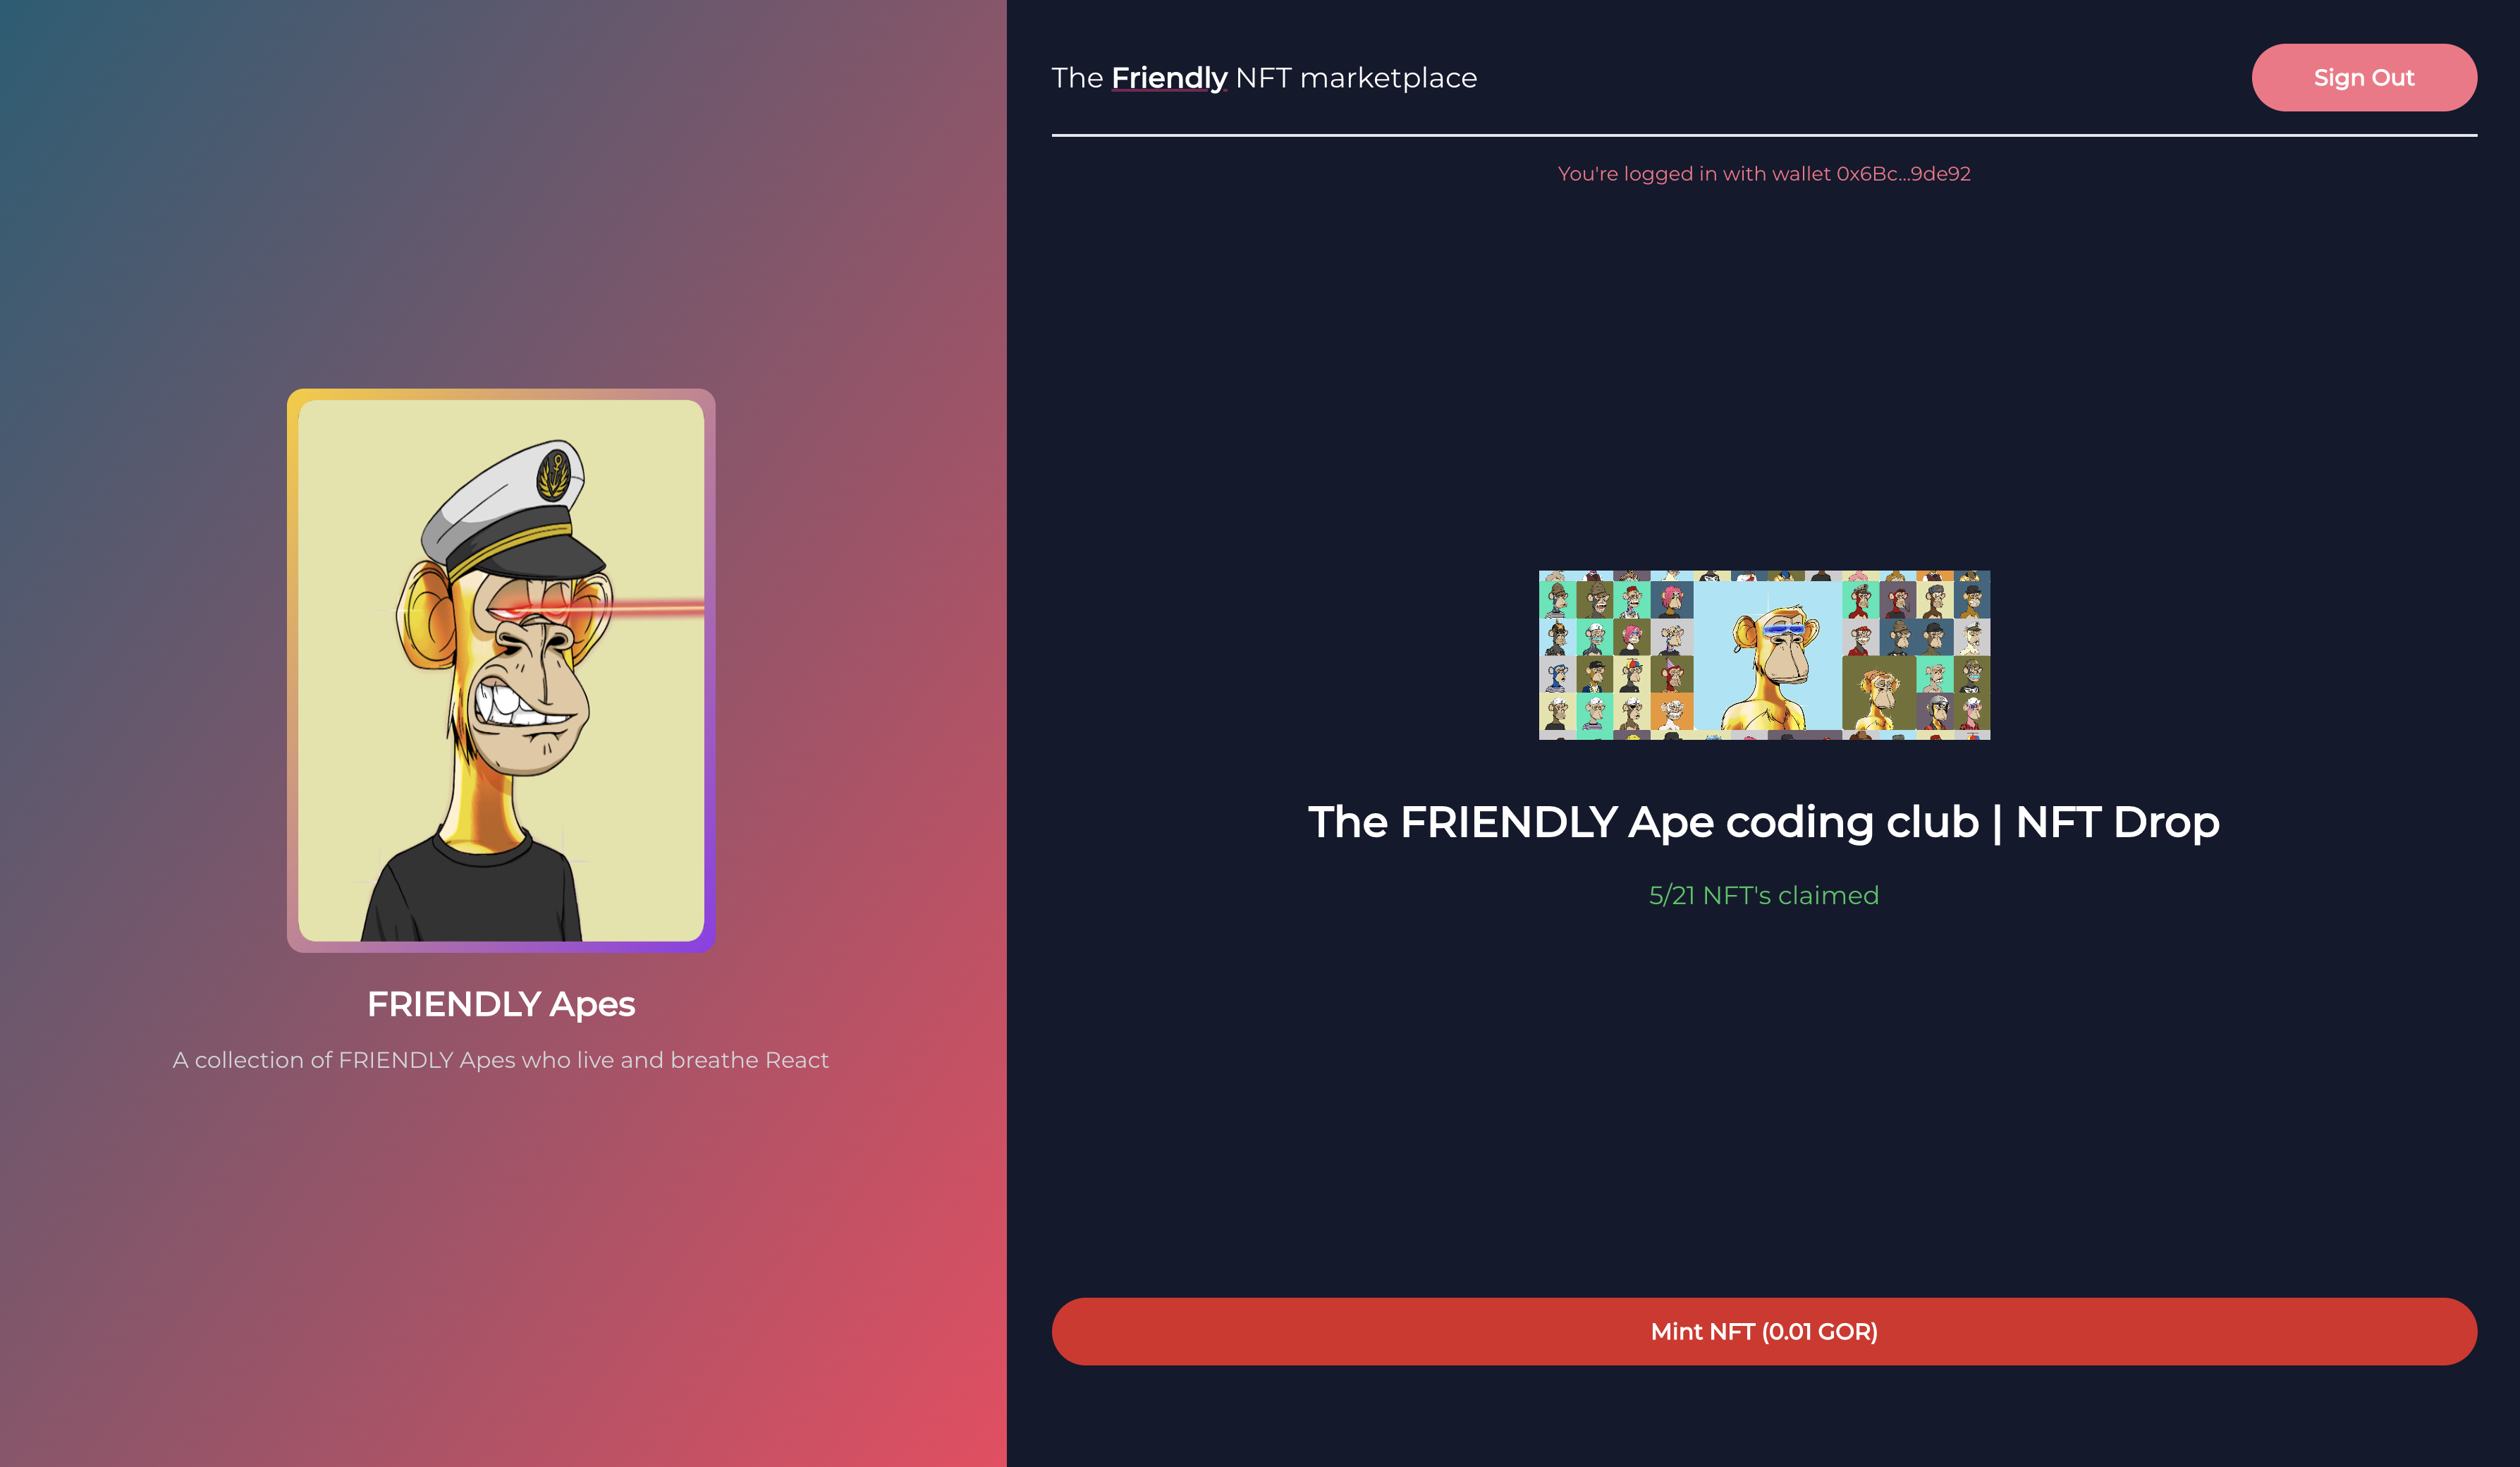 FRIENDLY Apes
A collection of FRIENDLY Apes who live and breathe React
The Friendly NFT marketplace
Sign Out
You're logged in with wallet 0x6Bc...9de92
The FRIENDLY Ape coding club | NFT Drop
5/21 NFT's claimed
Mint NFT (0.01 GOR)